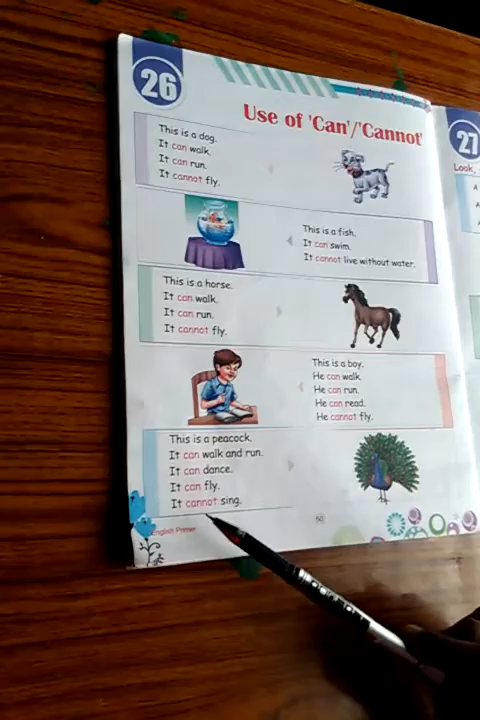 26
Use of 'Can'/'Cannot'
This is a dog.
It can walk.
It can run.
It cannot fly.
This is a fish.
It can swim.
It cannot live without water.
This is a horse.
It can walk.
It can run.
It cannot fly.
This is a boy.
He can walk.
He can run.
He can read.
He cannot fly.
This is a peacock.
It can walk and run.
It can dance.
It can fly.
It cannot sing.
English Primer
50
27
Look,
A
A